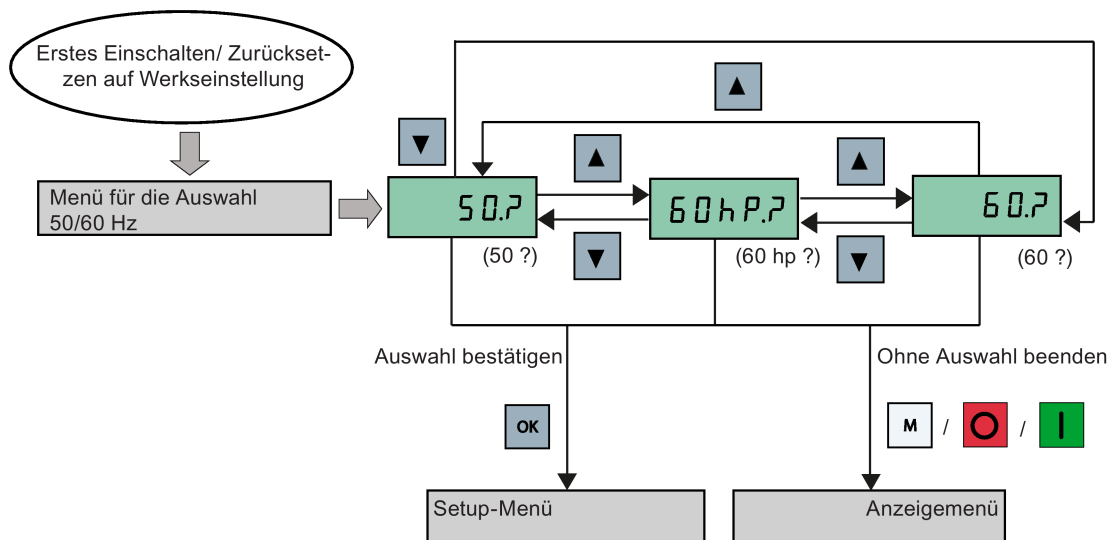 Erstes Einschalten/ Zurückset-
zen auf Werkseinstellung
Menü für die Auswahl
50/60 Hz
50.?
(50 ?)
60hP.?
(60 hp ?)
60.?
(60 ?)
Auswahl bestätigen
Ohne Auswahl beenden
OK
M / /
Setup-Menü
Anzeigemenü